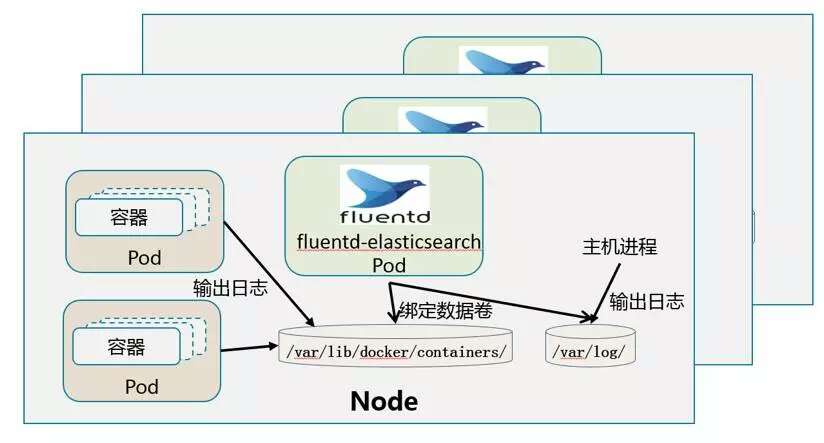 容器
Pod
fluentd
fluentd-elasticsearch
Pod
主机进程
输出日志
绑定数据卷
输出日志
容器
Pod
/var/lib/docker/containers/
/var/log/
Node